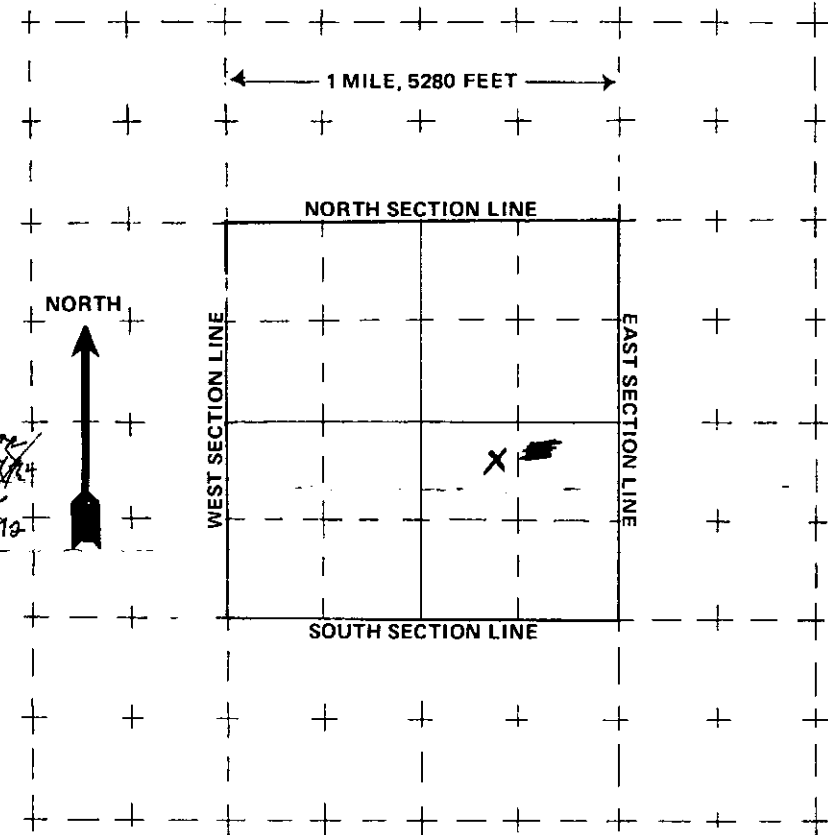 1 MILE, 5280 FEET
NORTH SECTION LINE
NORTH
WEST SECTION LINE
EAST SECTION LINE
X
SOUTH SECTION LINE